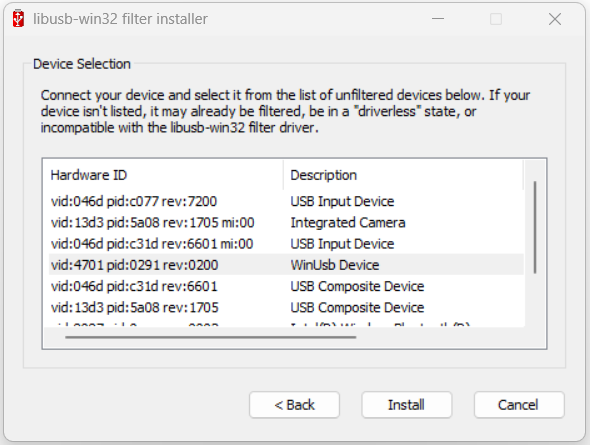 libusb-win32 filter installer
Device Selection
Connect your device and select it from the list of unfiltered devices below. If your
device isn't listed, it may already be filtered, be in a "driverless" state, or
incompatible with the libusb-win32 filter driver.
Hardware ID Description
vid:046d pid:c077 rev:7200 USB Input Device
vid:13d3 pid:5a08 rev:1705 mi:00 Integrated Camera
vid:046d pid:c31d rev:6601 mi:00 USB Input Device
vid:4701 pid:0291 rev:0200 WinUsb Device
vid:046d pid:c31d rev:6601 USB Composite Device
vid:13d3 pid:5a08 rev:1705 USB Composite Device
Intel(R) Wireless Bluetooth(R)
< Back Install Cancel